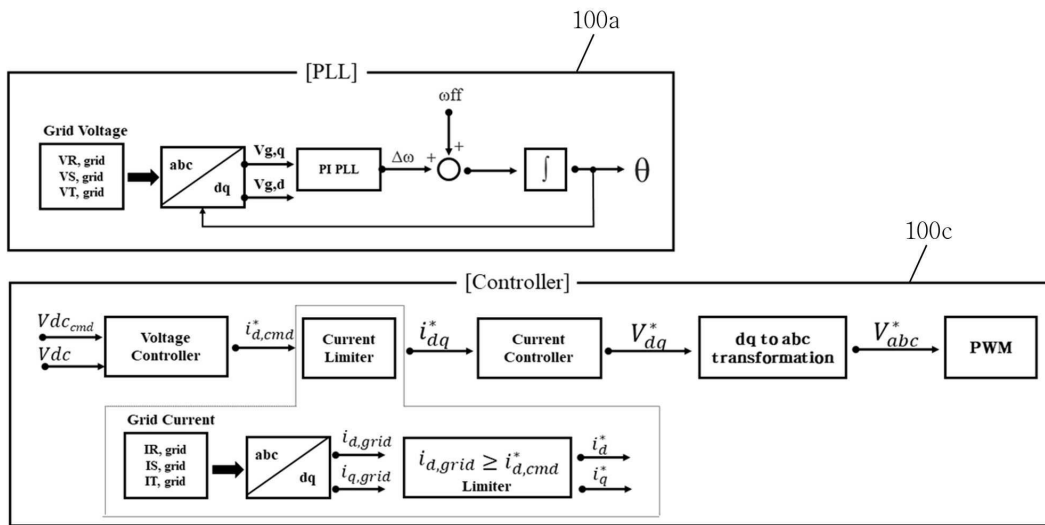 100a
[PLL]
ωff
Grid Voltage
VR, grid
VS, grid
VT, grid
abc
dq
Vg,q
Vg,d
PI PLL
Δω
+
+
∫
θ
100c
[Controller]
Vdc_cmd
Vdc
Voltage
Controller
i*_d,cmd
Current
Limiter
i*_dq
Current
Controller
V*_dq
dq to abc
transformation
V*_abc
PWM
Grid Current
IR, grid
IS, grid
IT, grid
abc
dq
i_d,grid
i_q,grid
i_d,grid ≥ i*_d,cmd
Limiter
i*_d
i*_q